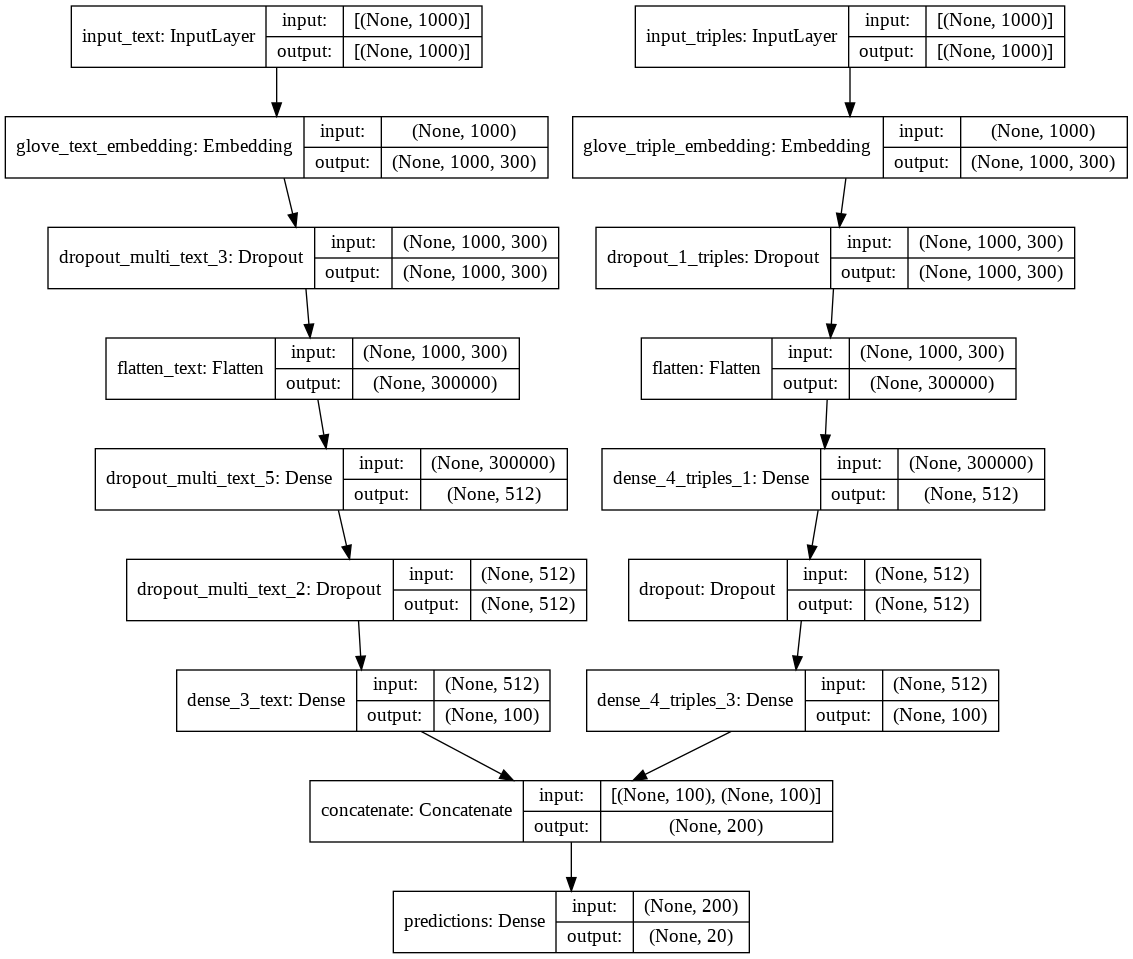 input_text: InputLayer
input: [(None, 1000)]
output: [(None, 1000)]
input_triples: InputLayer
input: [(None, 1000)]
output: [(None, 1000)]
glove_text_embedding: Embedding
input: (None, 1000)
output: (None, 1000, 300)
glove_triple_embedding: Embedding
input: (None, 1000)
output: (None, 1000, 300)
dropout_multi_text_3: Dropout
input: (None, 1000, 300)
output: (None, 1000, 300)
dropout_1_triples: Dropout
input: (None, 1000, 300)
output: (None, 1000, 300)
flatten_text: Flatten
input: (None, 1000, 300)
output: (None, 300000)
flatten: Flatten
input: (None, 1000, 300)
output: (None, 300000)
dropout_multi_text_5: Dense
input: (None, 300000)
output: (None, 512)
dense_4_triples_1: Dense
input: (None, 300000)
output: (None, 512)
dropout_multi_text_2: Dropout
input: (None, 512)
output: (None, 512)
dropout: Dropout
input: (None, 512)
output: (None, 512)
dense_3_text: Dense
input: (None, 512)
output: (None, 100)
dense_4_triples_3: Dense
input: (None, 512)
output: (None, 100)
concatenate: Concatenate
input: [(None, 100), (None, 100)]
output: (None, 200)
predictions: Dense
input: (None, 200)
output: (None, 20)